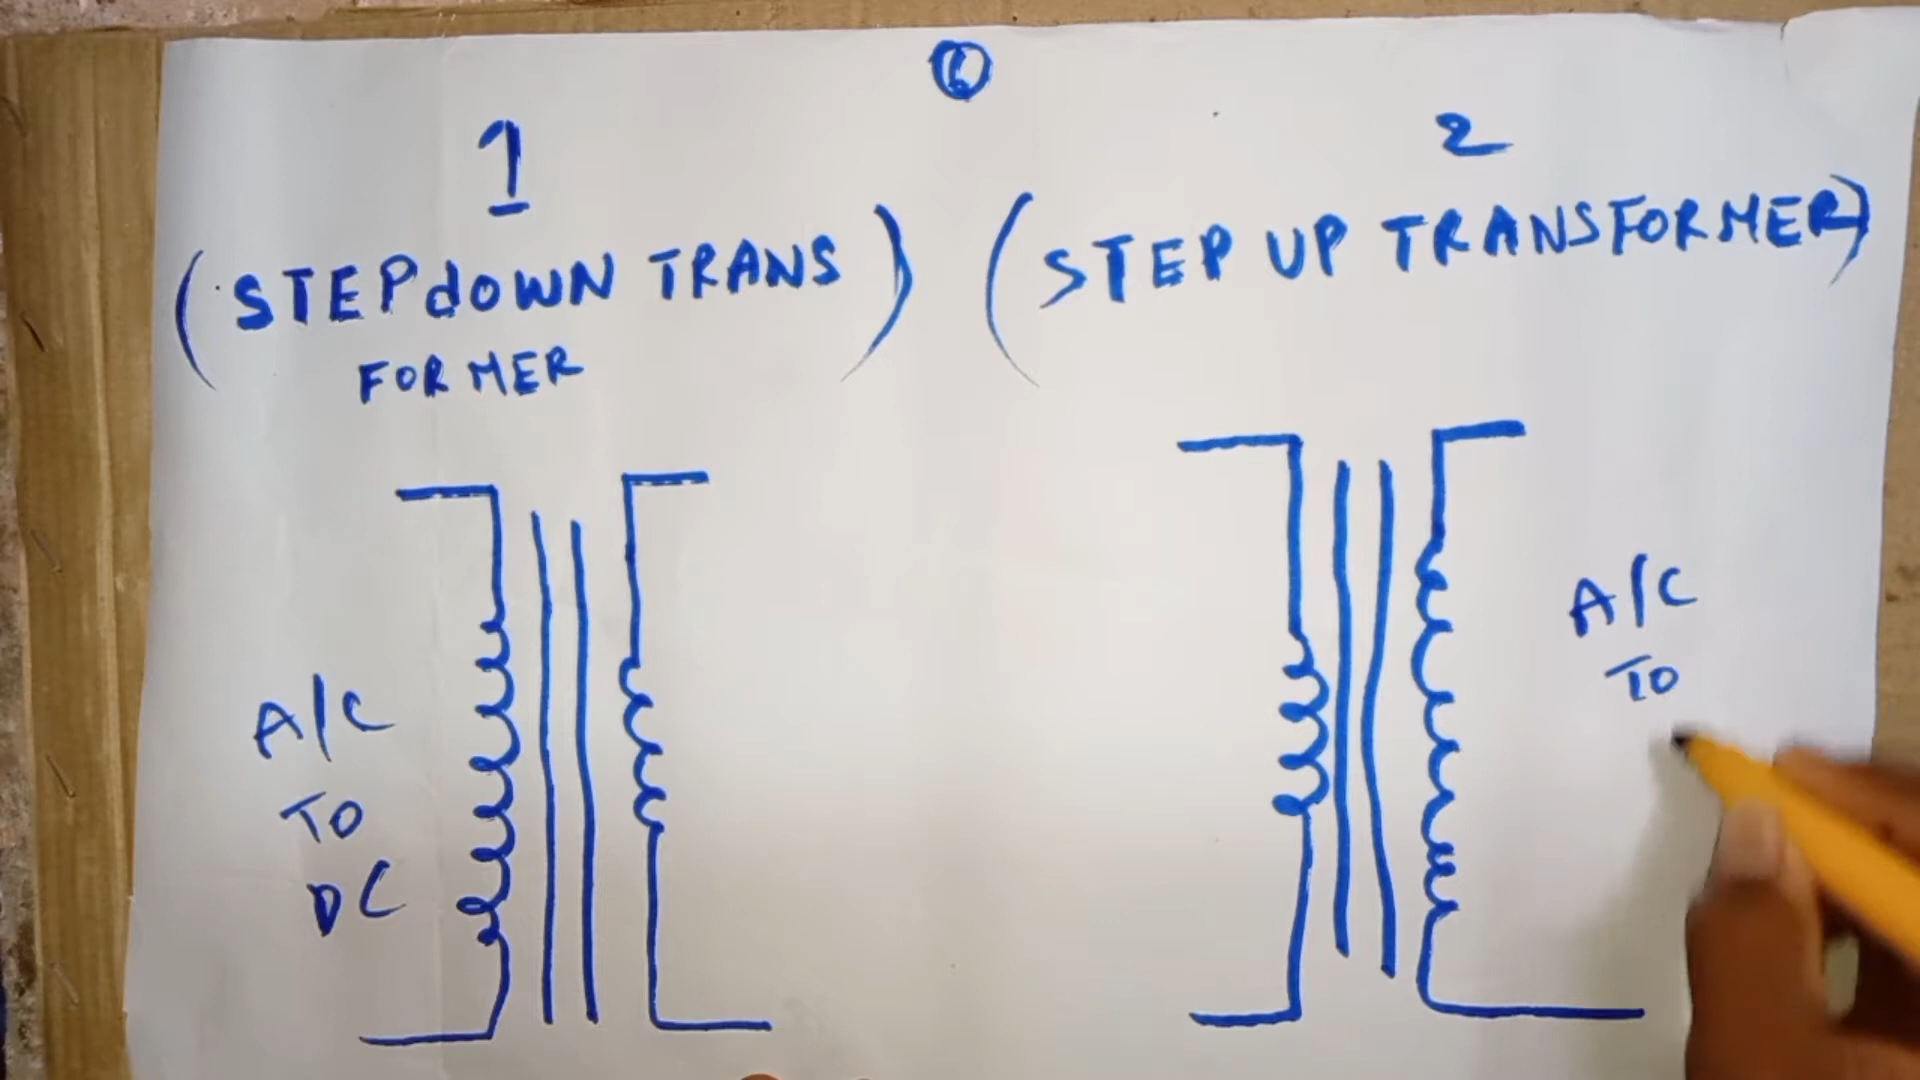 6
1
(STEPdOWN TRANS)
FORMER
A/C
TO
DC
2
(STEP UP TRANSFORMER)
A/C
TO